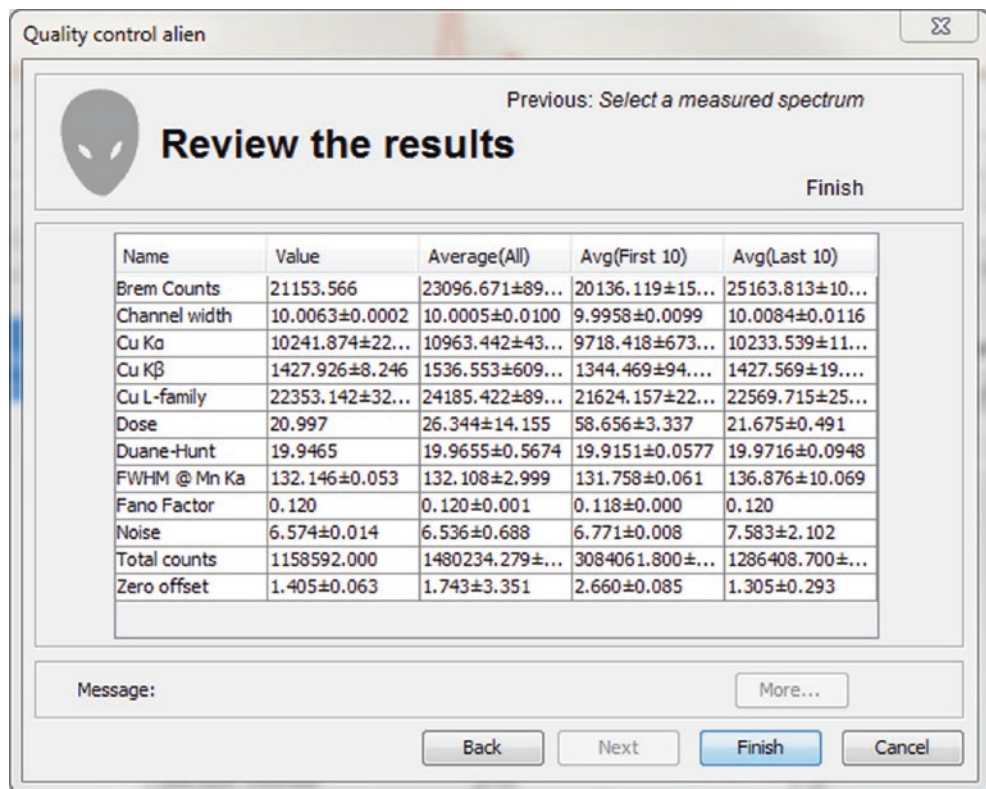 Quality control alien
Previous: Select a measured spectrum
Review the results
Finish
Name Value Average(All) Avg(First 10) Avg(Last 10)
Brem Counts 21153.566 23096.671±89... 20136.119±15... 25163.813±10...
Channel width 10.0063±0.0002 10.0005±0.0100 9.9958±0.0099 10.0084±0.0116
Cu Kα 10241.874±22... 10963.442±43... 9718.418±673... 10233.539±11...
Cu Kβ 1427.926±8.246 1536.553±609... 1344.469±94.... 1427.569±19....
Cu L-family 22353.142±32... 24185.422±89... 21624.157±22... 22569.715±25...
Dose 20.997 26.344±14.155 58.656±3.337 21.675±0.491
Duane-Hunt 19.9465 19.9655±0.5674 19.9151±0.0577 19.9716±0.0948
FWHM @ Mn Ka 132.146±0.053 132.108±2.999 131.758±0.061 136.876±10.069
Fano Factor 0.120 0.120±0.001 0.118±0.000 0.120
Noise 6.574±0.014 6.536±0.688 6.771±0.008 7.583±2.102
Total counts 1158592.000 1480234.279±... 3084061.800±... 1286408.700±...
Zero offset 1.405±0.063 1.743±3.351 2.660±0.085 1.305±0.293
Message: More...
Back Next Finish Cancel